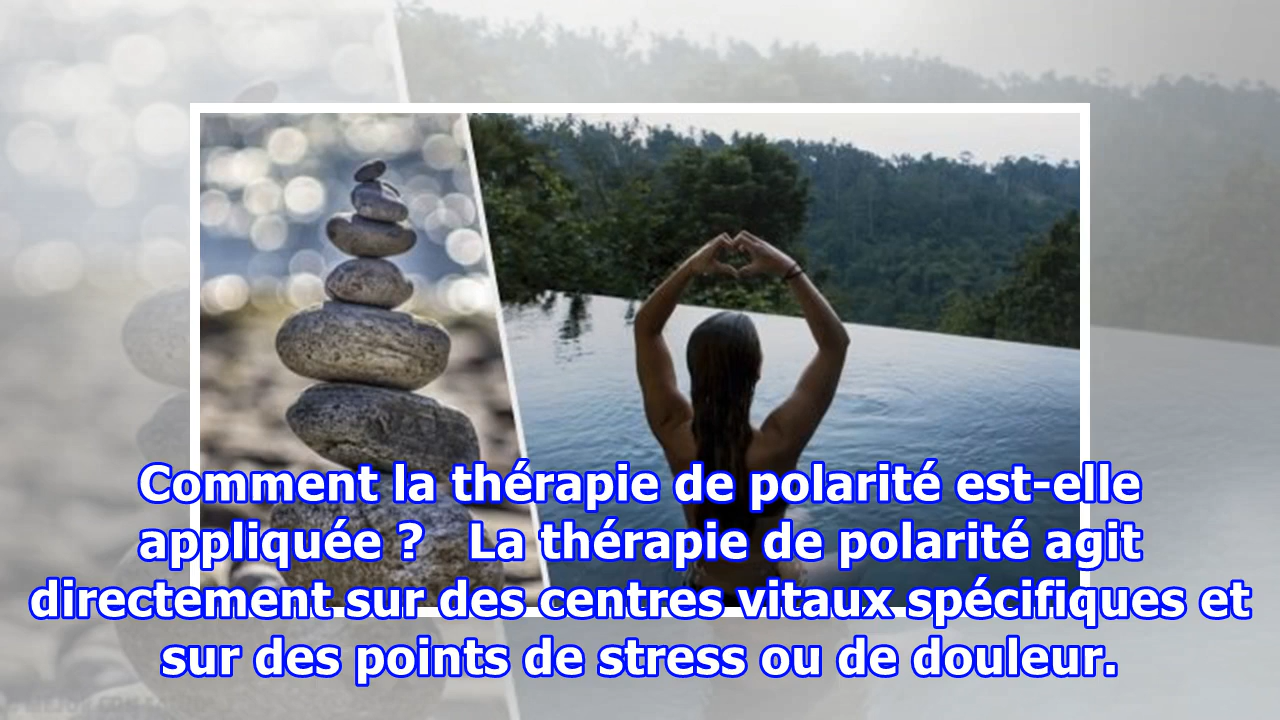 Comment la thérapie de polarité est-elle
appliquée ?   La thérapie de polarité agit
directement sur des centres vitaux spécifiques et
sur des points de stress ou de douleur.